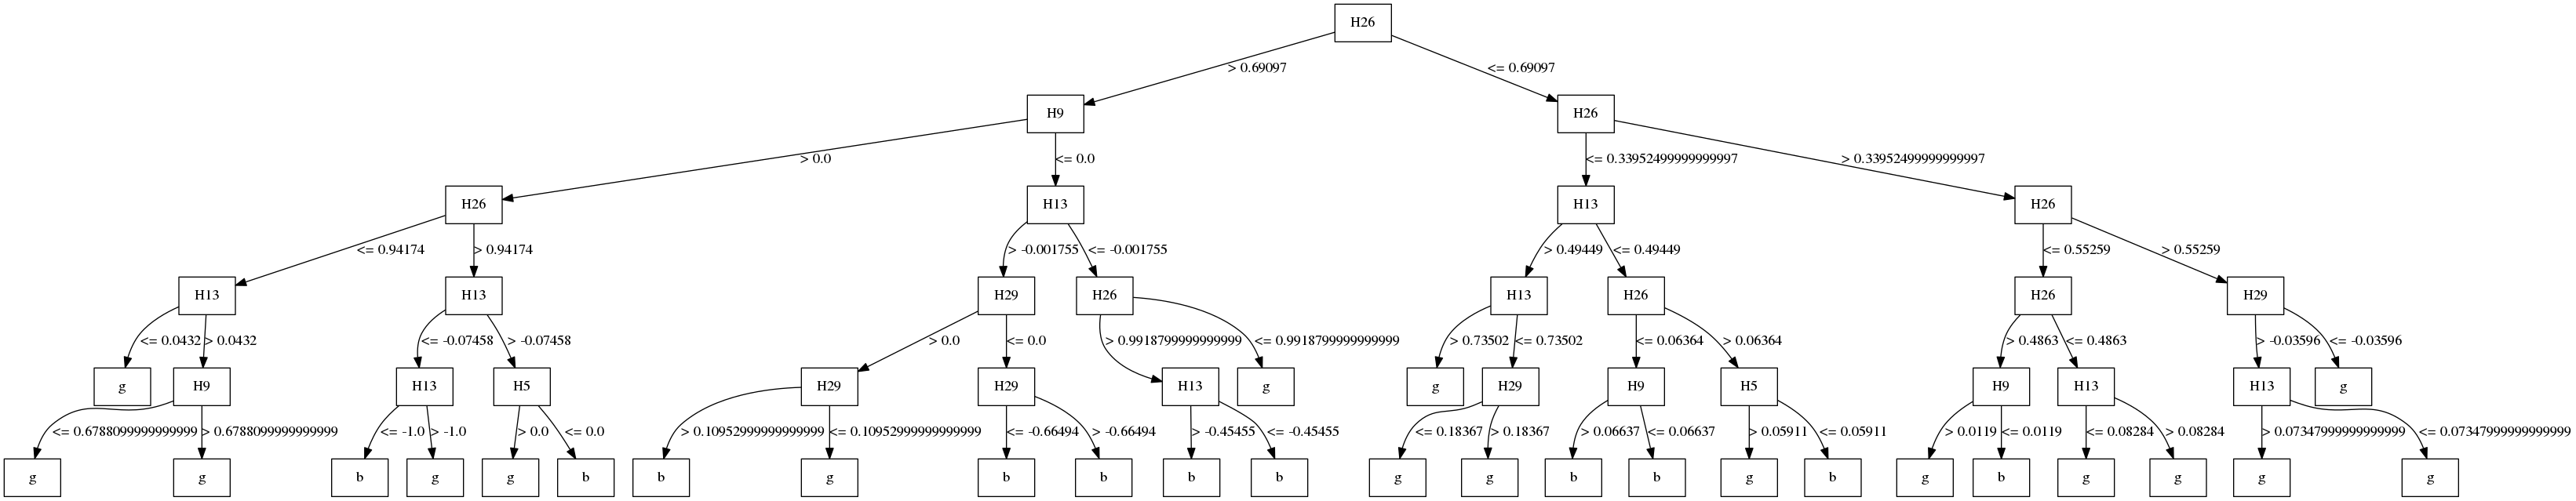 H26
> 0.69097 <= 0.69097
H9 H26
> 0.0 <= 0.0 <= 0.33952499999999997 > 0.33952499999999997
H26 H13 H13 H26
<= 0.94174 > 0.94174 > -0.001755 <= -0.001755 > 0.49449 <= 0.49449 <= 0.55259 > 0.55259
H13 H13 H29 H26 H13 H26 H26 H29
<= 0.0432 > 0.0432 <= -0.07458 > -0.07458 > 0.0 <= 0.0 > 0.9918799999999999 <= 0.9918799999999999 > 0.73502 <= 0.73502 <= 0.06364 > 0.06364 > 0.4863 <= 0.4863 > -0.03596 <= -0.03596
g H9 H13 H5 H29 H29 H13 g g H29 H9 H5 H9 H13 H13 g
<= 0.6788099999999999 > 0.6788099999999999 <= -1.0 > -1.0 > 0.0 <= 0.0 > 0.10952999999999999 <= 0.10952999999999999 <= -0.66494 > -0.66494 > -0.45455 <= -0.45455 <= 0.18367 > 0.18367 > 0.06637 <= 0.06637 > 0.05911 <= 0.05911 > 0.0119 <= 0.0119 <= 0.08284 > 0.08284 > 0.07347999999999999 <= 0.07347999999999999
g g b g g b b g b b b b g g b b g b g b g g g g